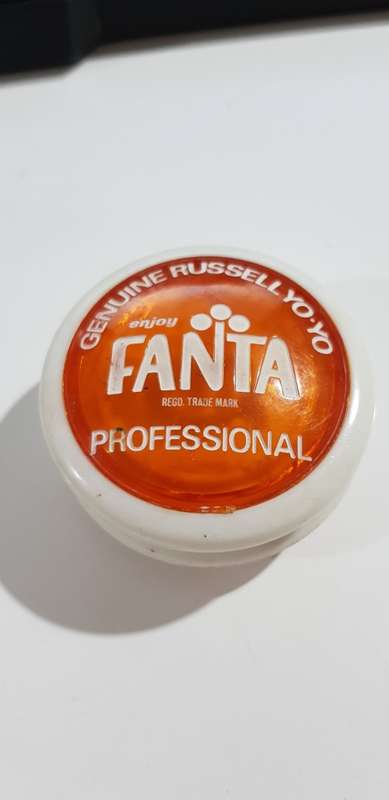 GENUINE RUSSELL YO-YO
enjoy
FANTA
REGD. TRADE MARK
PROFESSIONAL